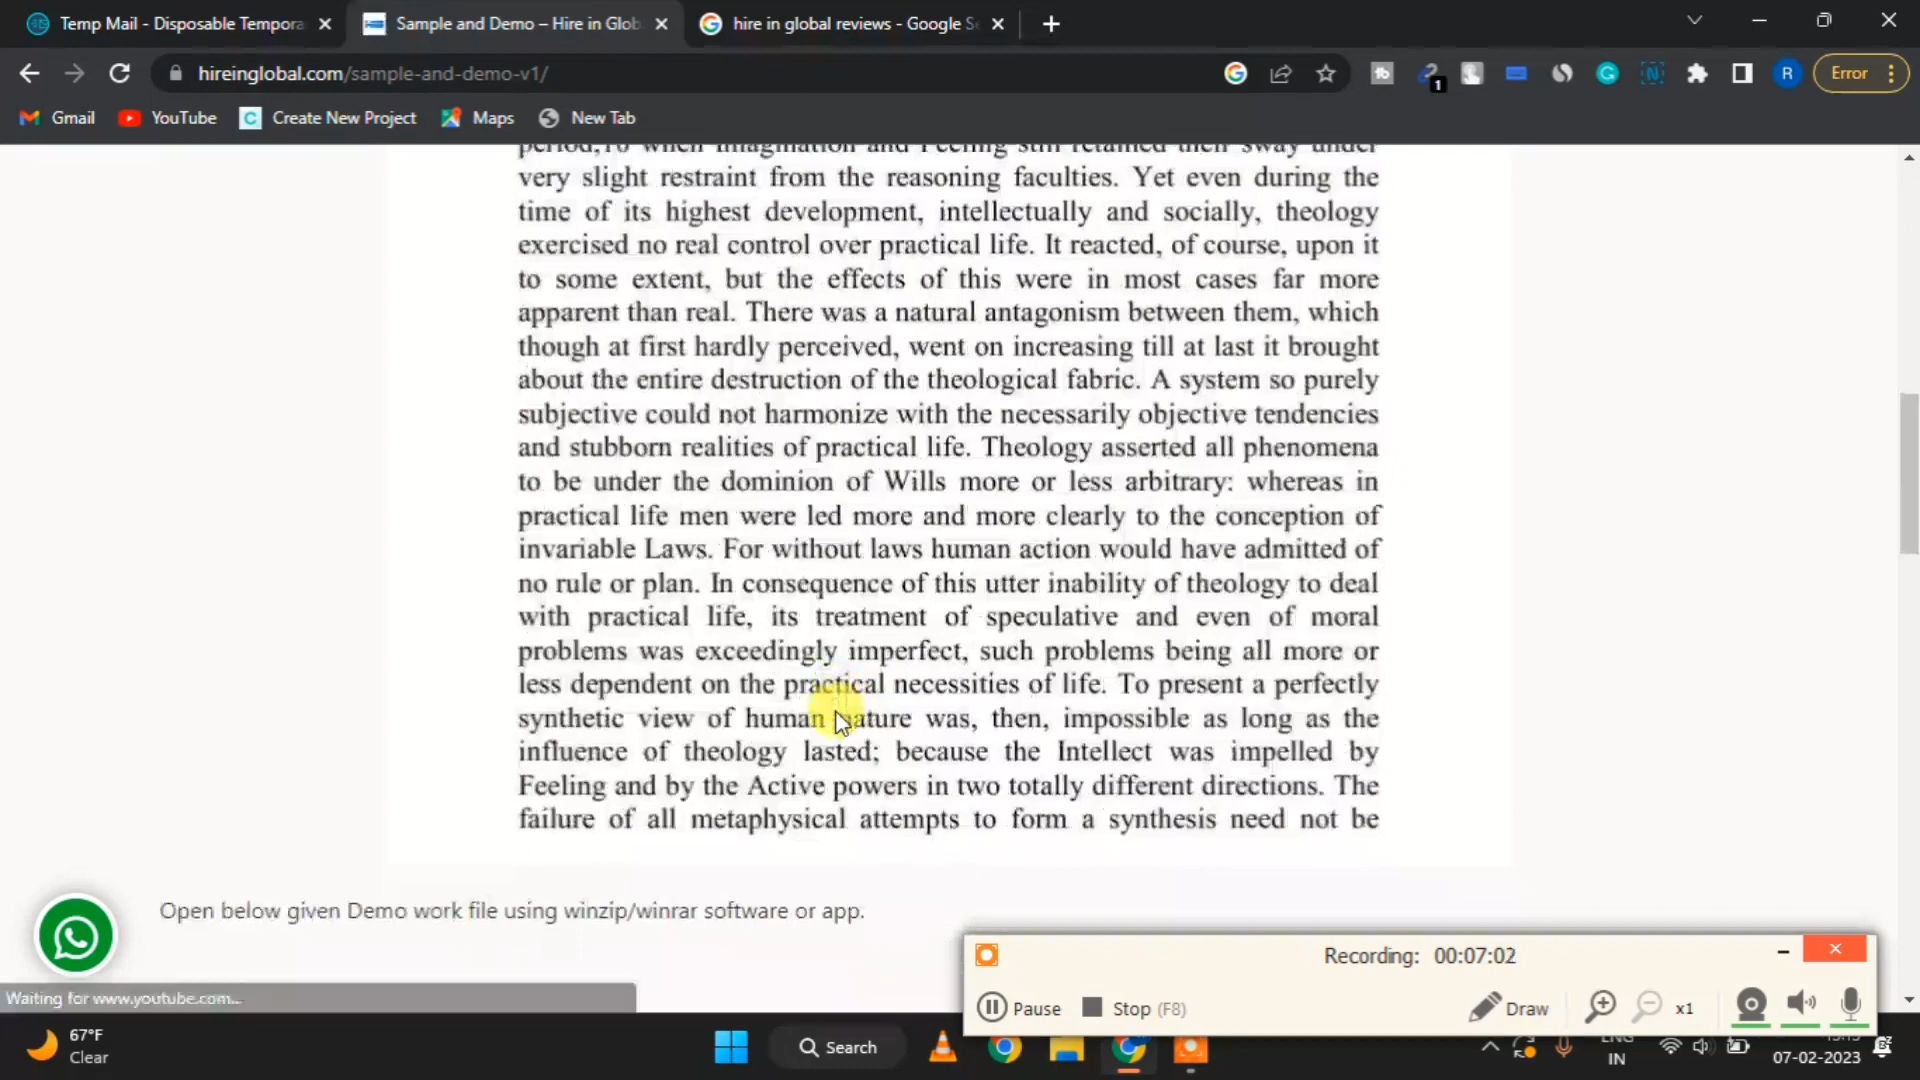 Temp Mail - Disposable Tempora
Sample and Demo – Hire in Glob
hire in global reviews - Google Se
hireinglobal.com/sample-and-demo-v1/
1
R
Error
Gmail
YouTube
Create New Project
Maps
New Tab
period,To when Imagination and Feeling still retained their sway under
very slight restraint from the reasoning faculties. Yet even during the
time of its highest development, intellectually and socially, theology
exercised no real control over practical life. It reacted, of course, upon it
to some extent, but the effects of this were in most cases far more
apparent than real. There was a natural antagonism between them, which
though at first hardly perceived, went on increasing till at last it brought
about the entire destruction of the theological fabric. A system so purely
subjective could not harmonize with the necessarily objective tendencies
and stubborn realities of practical life. Theology asserted all phenomena
to be under the dominion of Wills more or less arbitrary: whereas in
practical life men were led more and more clearly to the conception of
invariable Laws. For without laws human action would have admitted of
no rule or plan. In consequence of this utter inability of theology to deal
with practical life, its treatment of speculative and even of moral
problems was exceedingly imperfect, such problems being all more or
less dependent on the practical necessities of life. To present a perfectly
synthetic view of human nature was, then, impossible as long as the
influence of theology lasted; because the Intellect was impelled by
Feeling and by the Active powers in two totally different directions. The
failure of all metaphysical attempts to form a synthesis need not be
Open below given Demo work file using winzip/winrar software or app.
Recording: 00:07:02
Pause
Stop (F8)
Draw
x1
Waiting for www.youtube.com...
67°F
Clear
Search
ENG
IN
07-02-2023